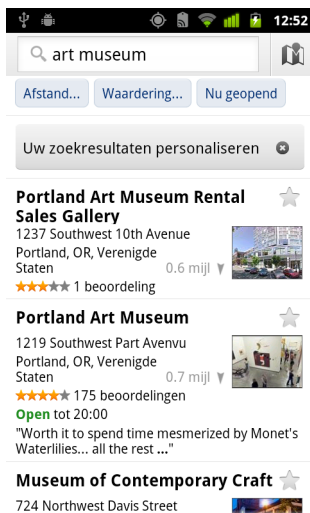 12:52
art museum
Afstand... Waardering... Nu geopend
Uw zoekresultaten personaliseren
Portland Art Museum Rental
Sales Gallery
1237 Southwest 10th Avenue
Portland, OR, Verenigde
Staten 0.6 mijl
1 beoordeling
Portland Art Museum
1219 Southwest Part Avenvu
Portland, OR, Verenigde
Staten 0.7 mijl
175 beoordelingen
Open tot 20:00
"Worth it to spend time mesmerized by Monet's
Waterlilies... all the rest ..."
Museum of Contemporary Craft
724 Northwest Davis Street